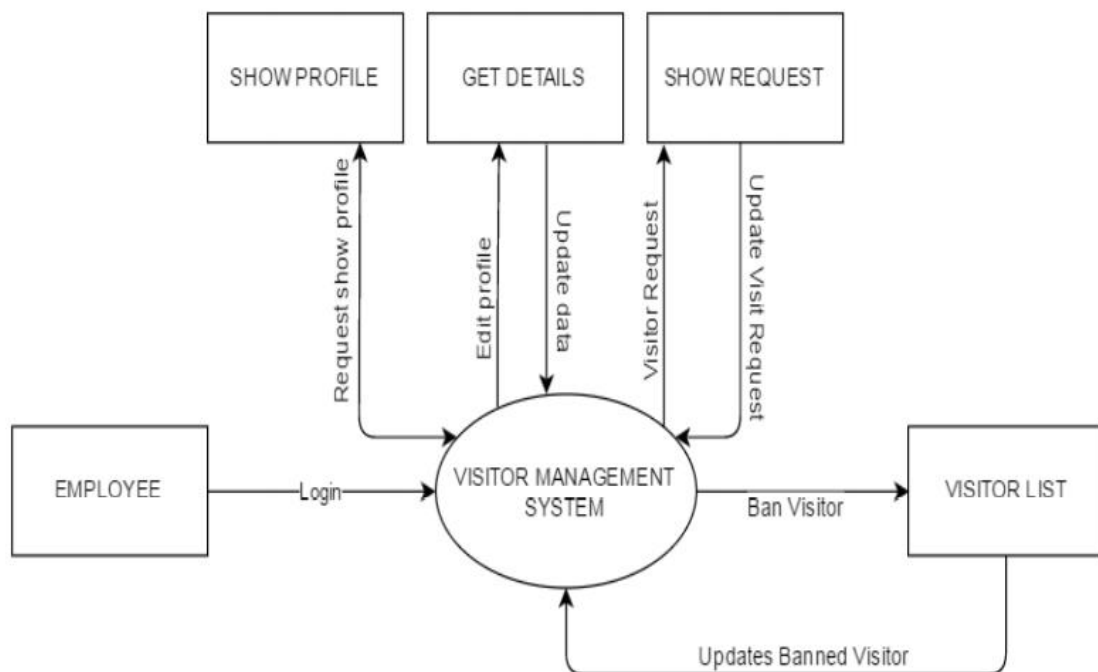 SHOW PROFILE
GET DETAILS
SHOW REQUEST
Request show profile
Edit profile
Update data
Visitor Request
Update Visit Request
EMPLOYEE
Login
VISITOR MANAGEMENT
SYSTEM
Ban Visitor
VISITOR LIST
Updates Banned Visitor